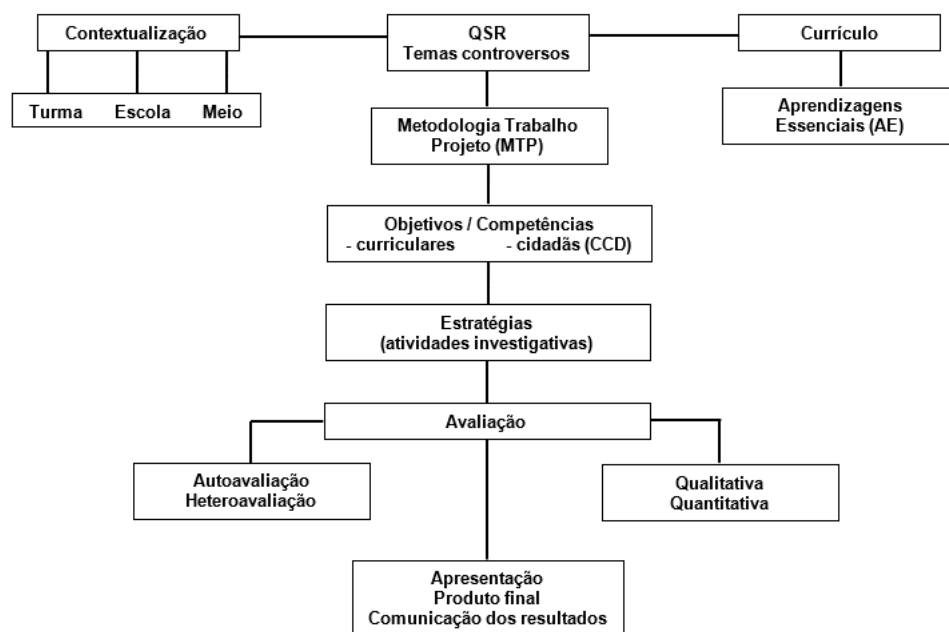 Contextualização
QSR
Temas controversos
Currículo
Turma Escola Meio
Aprendizagens
Essenciais (AE)
Metodologia Trabalho
Projeto (MTP)
Objetivos / Competências
- curriculares - cidadãs (CCD)
Estratégias
(atividades investigativas)
Avaliação
Autoavaliação
Heteroavaliação
Qualitativa
Quantitativa
Apresentação
Produto final
Comunicação dos resultados